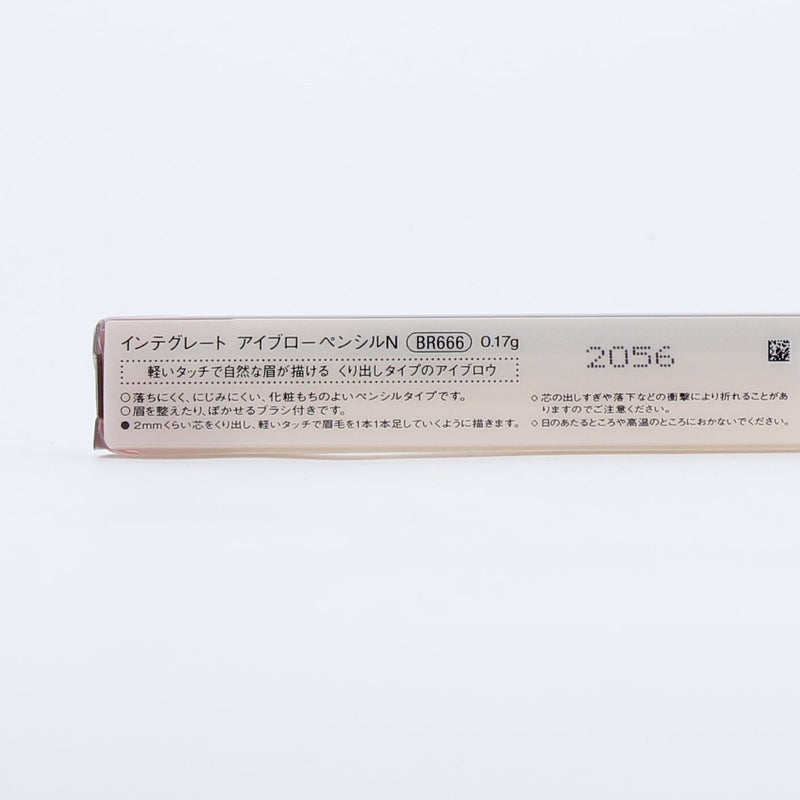 インテグレート アイブローペンシルN BR666 0.17g
軽いタッチで自然な眉が描ける くり出しタイプのアイブロウ
○落ちにくく、にじみにくい、化粧もちのよいペンシルタイプです。
○眉を整えたり、ぼかせるブラシ付きです。
●2mmくらい芯をくり出し、軽いタッチで眉毛を1本1本足していくように描きます。
2056
◇芯の出しすぎや落下などの衝撃により折れることがあ
りますのでご注意ください。
◇日のあたるところや高温のところにおかないでください。